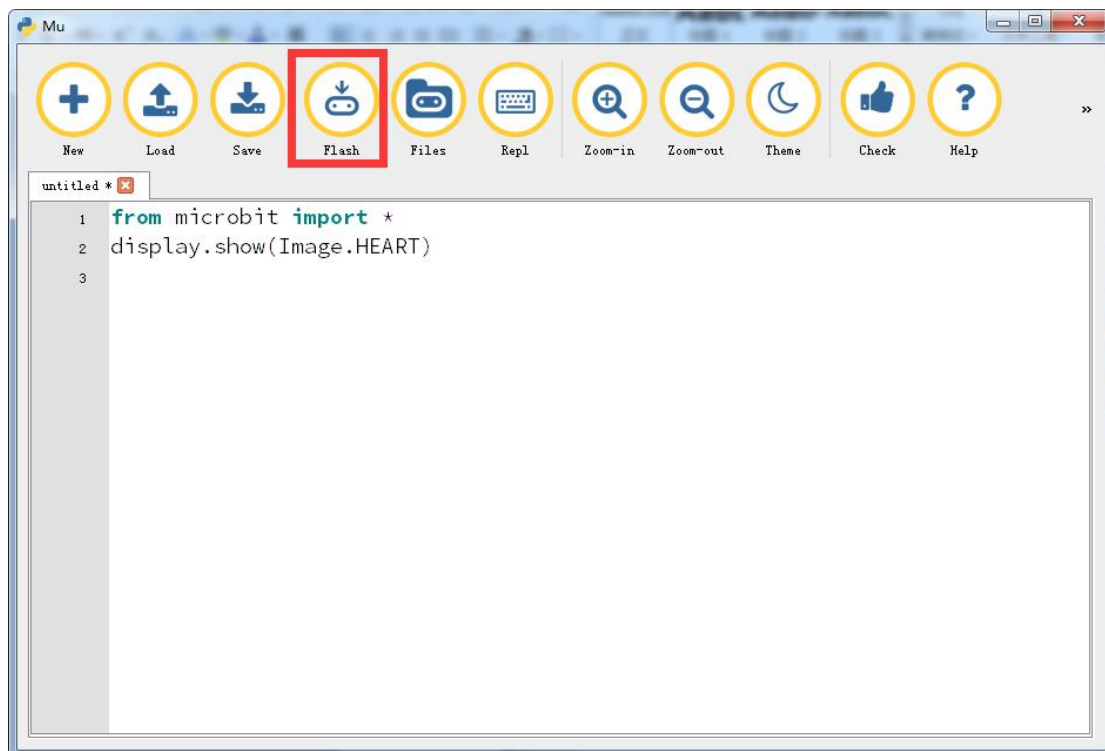 Mu
New Load Save Flash Files Repl Zoom-in Zoom-out Theme Check Help »
untitled *
1 from microbit import *
2 display.show(Image.HEART)
3